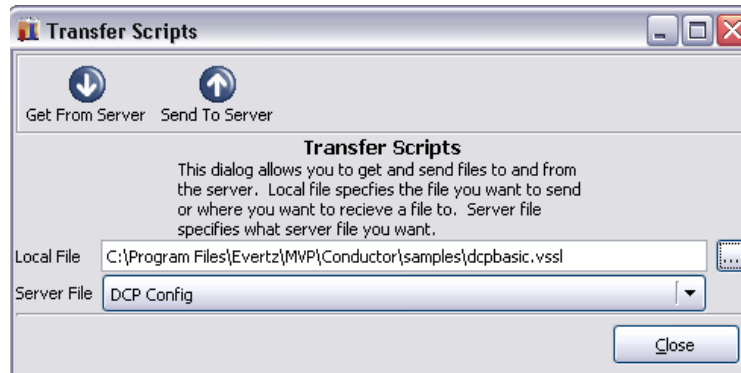 Transfer Scripts
Get From Server Send To Server
Transfer Scripts
This dialog allows you to get and send files to and from
the server. Local file specfies the file you want to send
or where you want to recieve a file to. Server file
specifies what server file you want.
Local File C:\Program Files\Evertz\MVP\Conductor\samples\dcpbasic.vssl ...
Server File DCP Config
Close